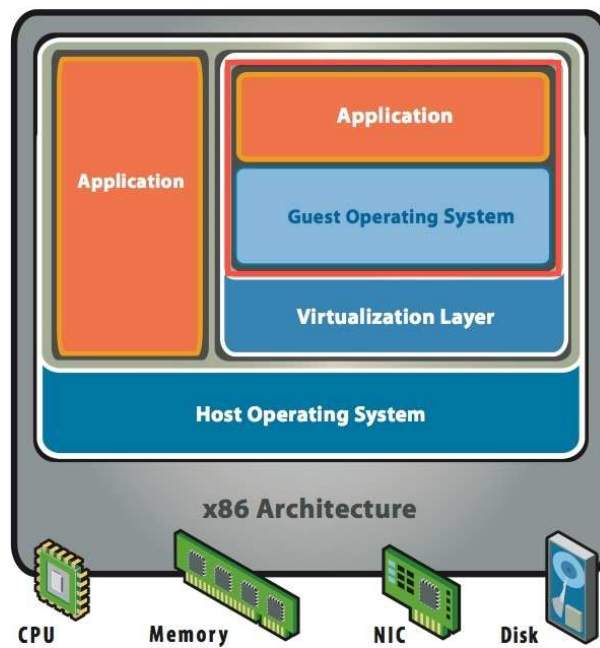 Application
Application
Guest Operating System
Virtualization Layer
Host Operating System
x86 Architecture
CPU
Memory
NIC
Disk